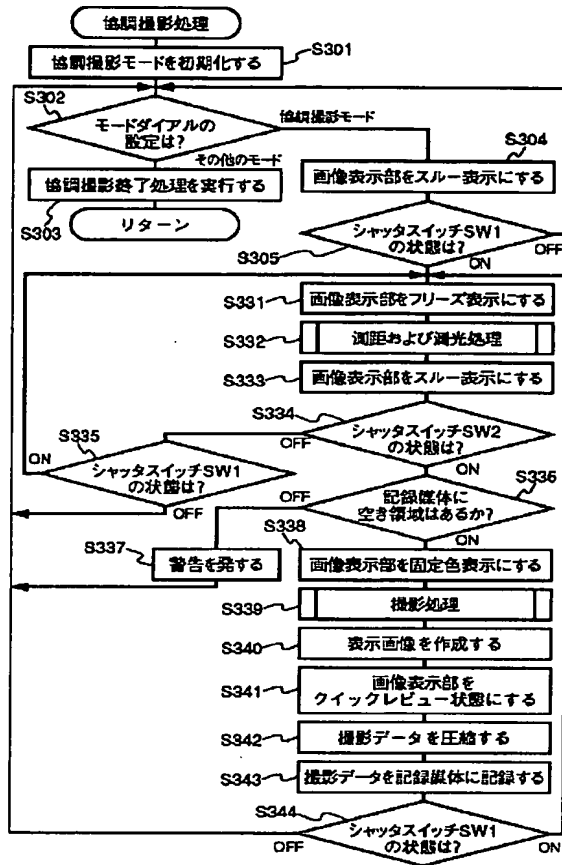 協調撮影処理
S301
協調撮影モードを初期化する
S302
モードダイアルの
設定は?
協調撮影モード
その他のモード
S303
協調撮影終了処理を実行する
リターン
S304
画像表示部をスルー表示にする
S305
シャッタスイッチSW1
の状態は?
OFF
ON
S331
画像表示部をフリーズ表示にする
S332
測距および測光処理
S333
画像表示部をスルー表示にする
S334
シャッタスイッチSW2
の状態は?
OFF
ON
S335
シャッタスイッチSW1
の状態は?
ON
OFF
S336
記録媒体に
空き領域はあるか?
OFF
ON
S337
警告を発する
S338
画像表示部を固定色表示にする
S339
撮影処理
S340
表示画像を作成する
S341
画像表示部を
クイックレビュー状態にする
S342
撮影データを圧縮する
S343
撮影データを記録媒体に記録する
S344
シャッタスイッチSW1
の状態は?
OFF
ON